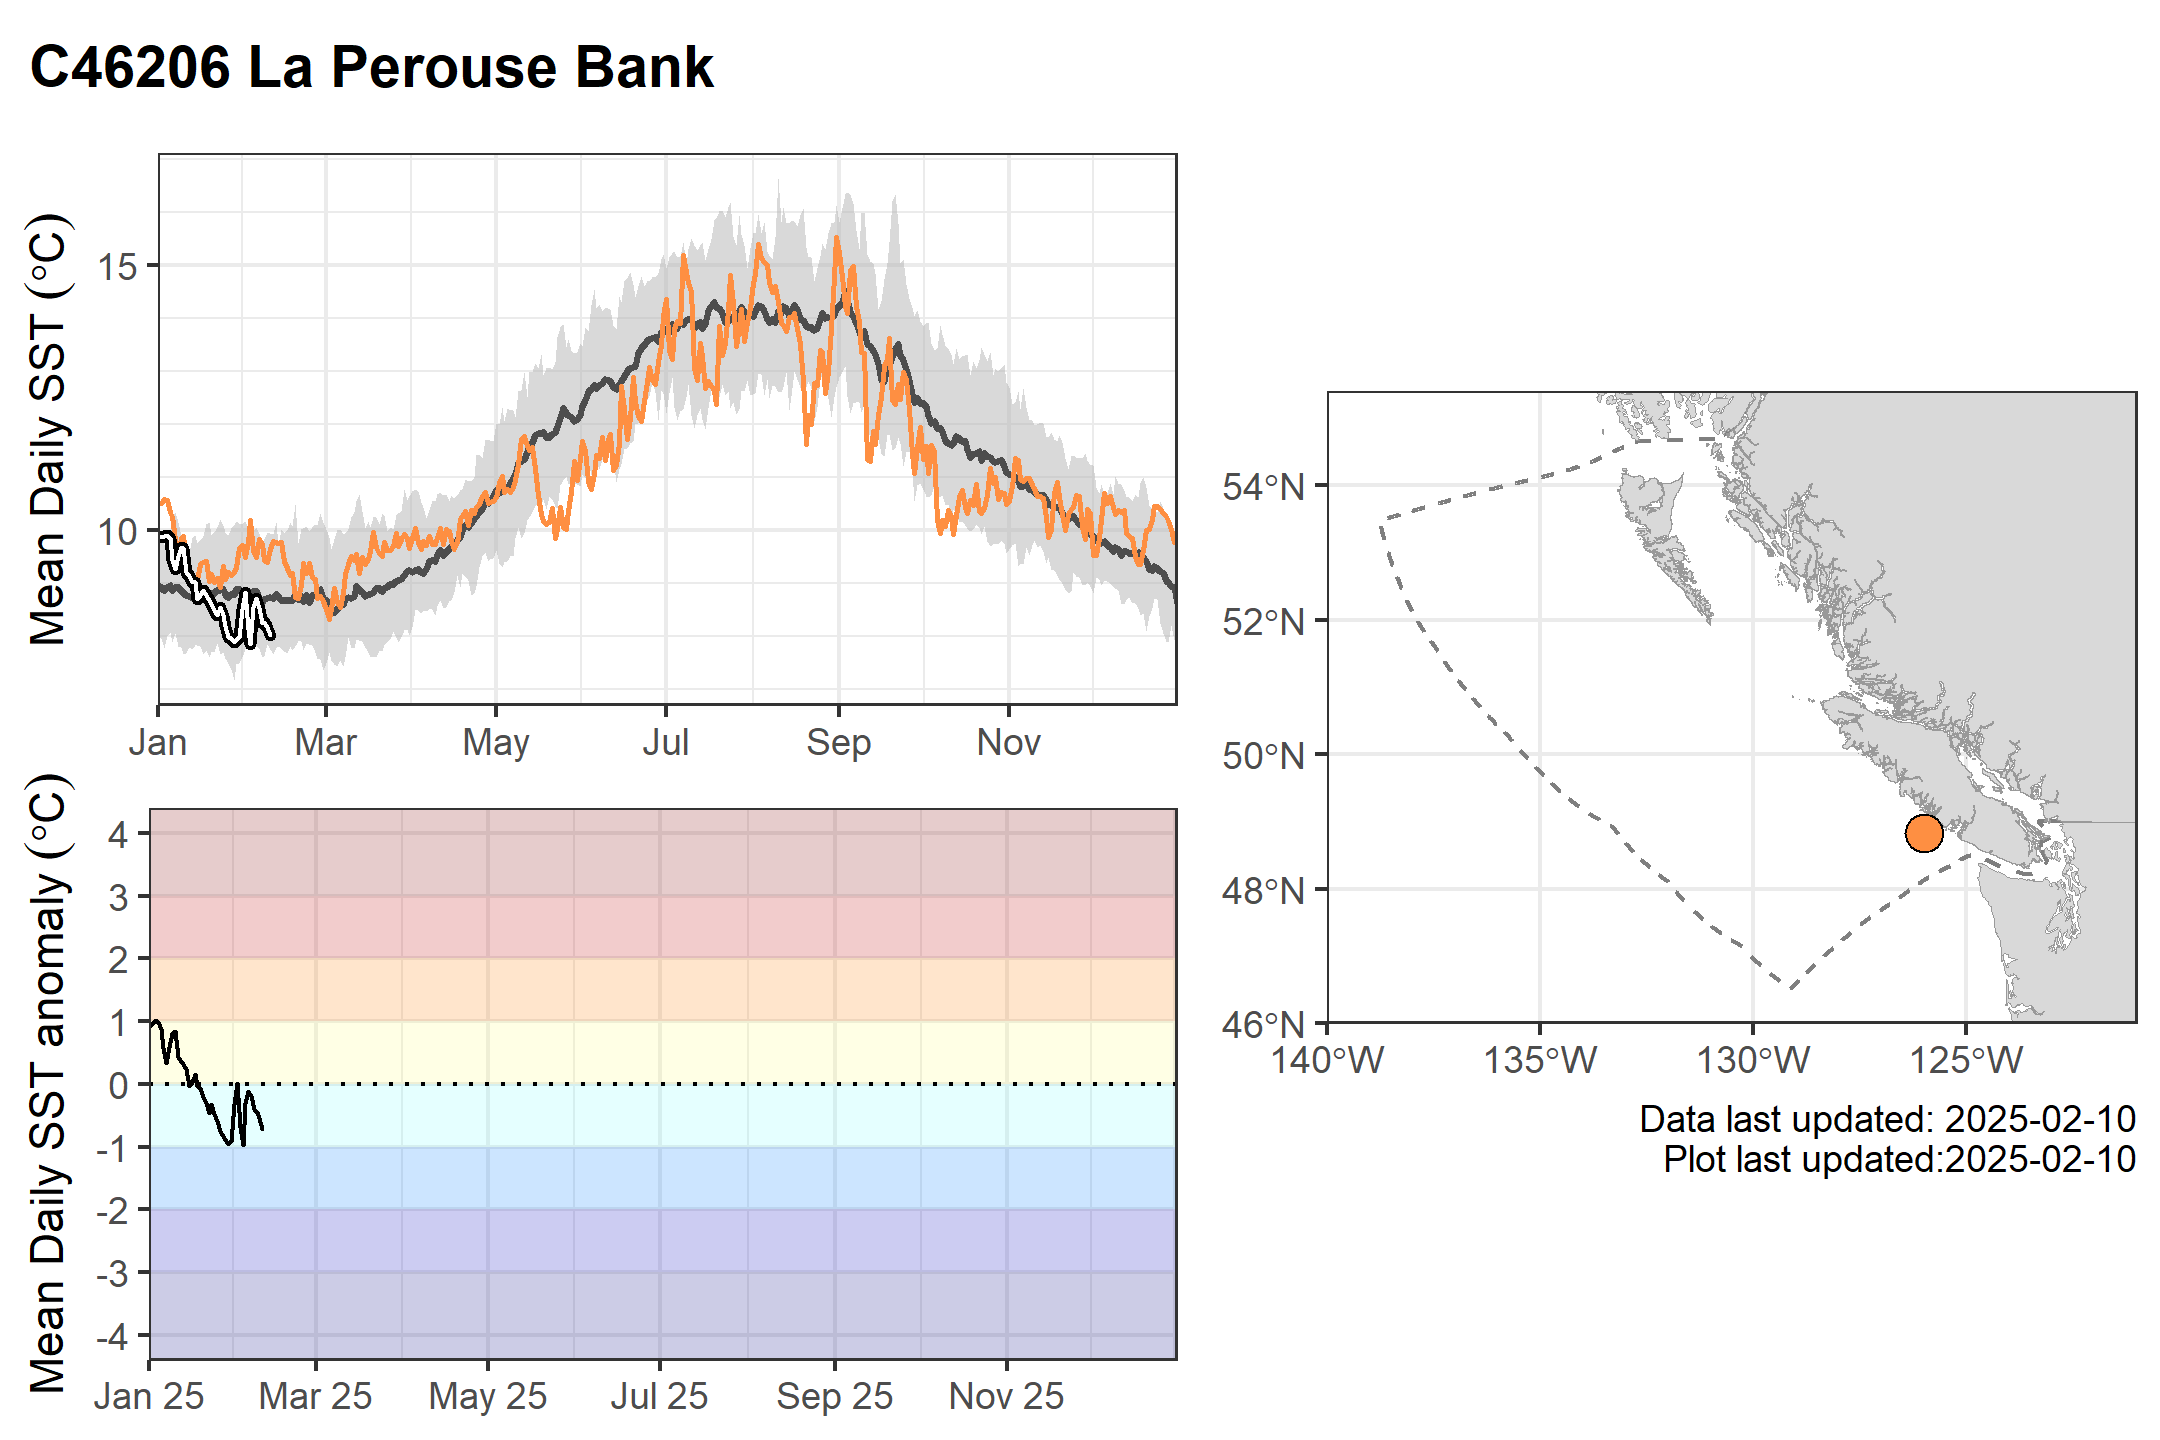 C46206 La Perouse Bank
Mean Daily SST (°C)
15
10
Jan
Mar
May
Jul
Sep
Nov
Mean Daily SST anomaly (°C)
4
3
2
1
0
-1
-2
-3
-4
Jan 25
Mar 25
May 25
Jul 25
Sep 25
Nov 25
54°N
52°N
50°N
48°N
46°N
140°W
135°W
130°W
125°W
Data last updated: 2025-02-10
Plot last updated:2025-02-10